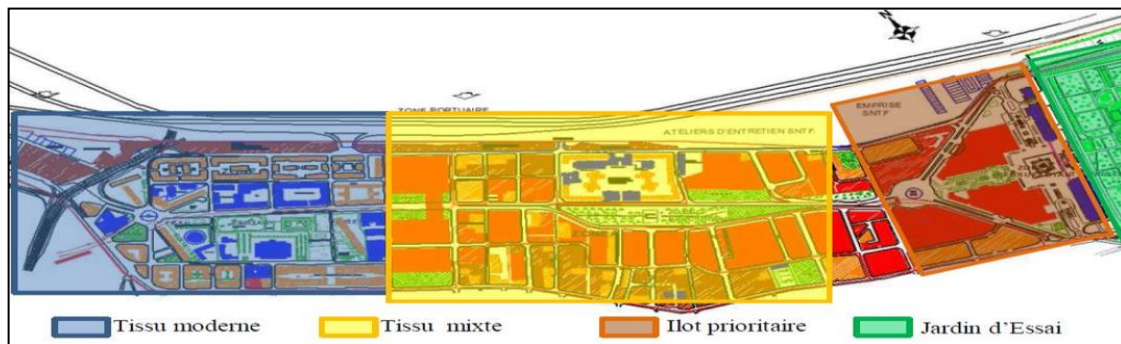 N
ZONE PORTUAIRE
ATELIERS D'ENTRETIEN SNTF
EMPRISE
SNTF
Tissu moderne
Tissu mixte
Ilot prioritaire
Jardin d'Essai